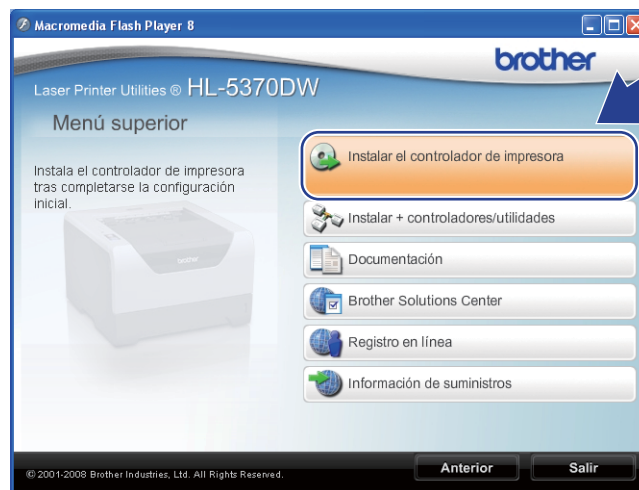 Macromedia Flash Player 8
brother
Laser Printer Utilities ® HL-5370DW
Menú superior
Instala el controlador de impresora
tras completarse la configuración
inicial.
brother
Instalar el controlador de impresora
Instalar + controladores/utilidades
Documentación
Brother Solutions Center
Registro en línea
Información de suministros
© 2001-2008 Brother Industries, Ltd. All Rights Reserved.
Anterior
Salir